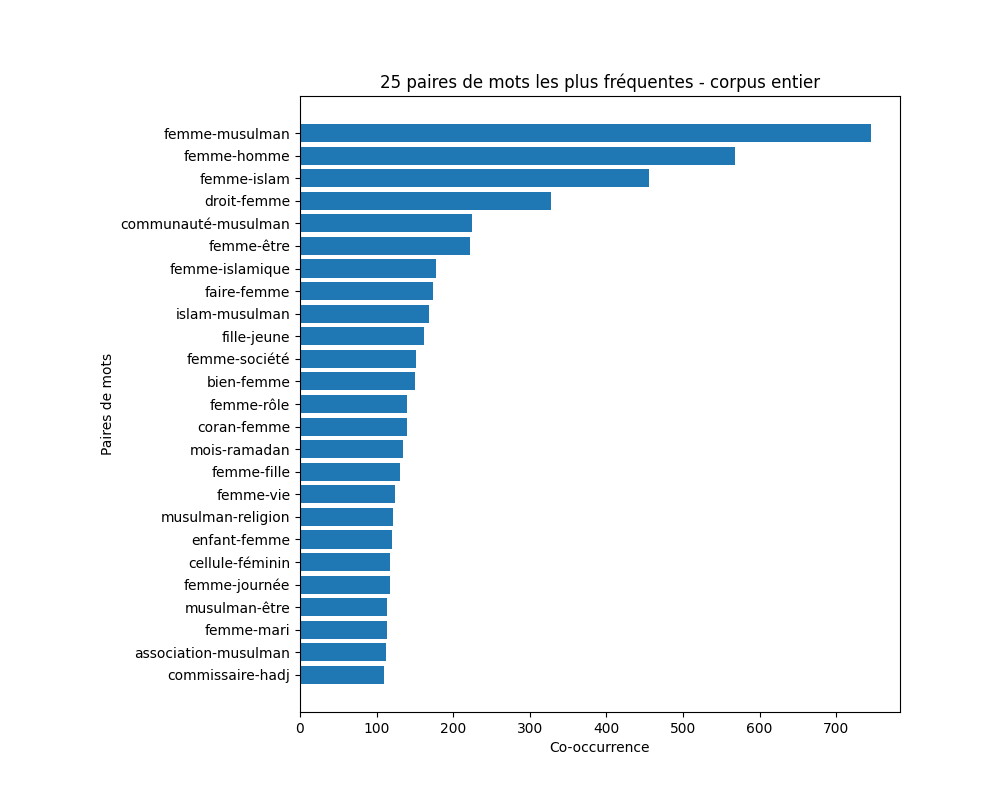 25 paires de mots les plus fréquentes - corpus entier
femme-musulman
femme-homme
femme-islam
droit-femme
communauté-musulman
femme-être
femme-islamique
faire-femme
islam-musulman
fille-jeune
femme-société
bien-femme
femme-rôle
coran-femme
mois-ramadan
femme-fille
femme-vie
musulman-religion
enfant-femme
cellule-féminin
femme-journée
musulman-être
femme-mari
association-musulman
commissaire-hadj
Paires de mots
0 100 200 300 400 500 600 700
Co-occurrence